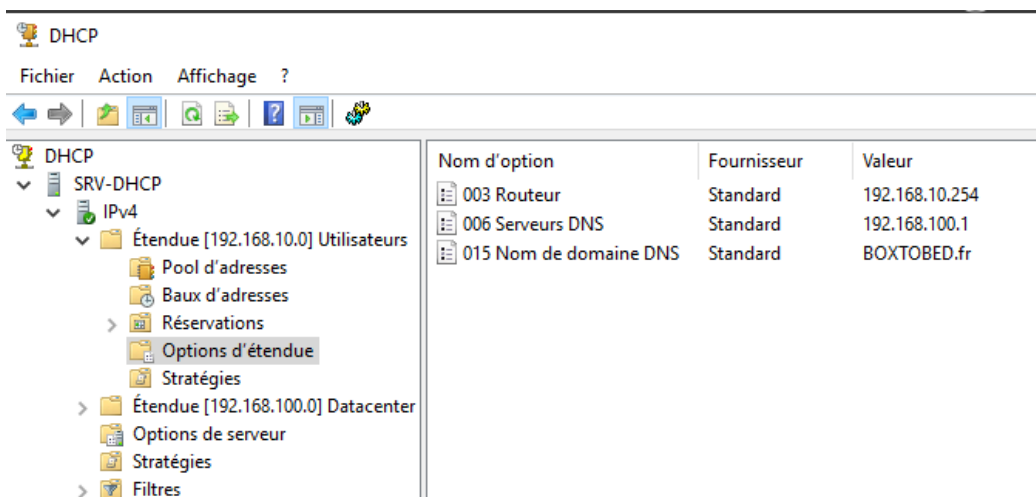 DHCP
Fichier Action Affichage ?
DHCP
SRV-DHCP
IPv4
Étendue [192.168.10.0] Utilisateurs
Pool d'adresses
Baux d'adresses
Réservations
Options d'étendue
Stratégies
Étendue [192.168.100.0] Datacenter
Options de serveur
Stratégies
Filtres
Nom d'option Fournisseur Valeur
003 Routeur Standard 192.168.10.254
006 Serveurs DNS Standard 192.168.100.1
015 Nom de domaine DNS Standard BOXTOBED.fr